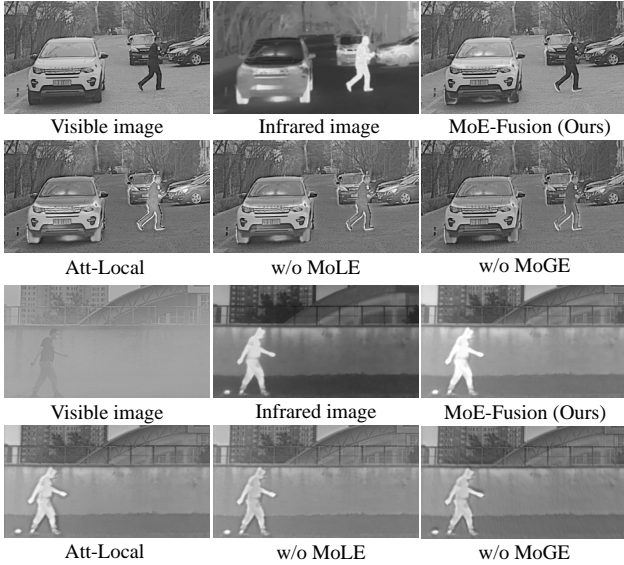 Visible image
Infrared image
MoE-Fusion (Ours)
Att-Local
w/o MoLE
w/o MoGE
Visible image
Infrared image
MoE-Fusion (Ours)
Att-Local
w/o MoLE
w/o MoGE